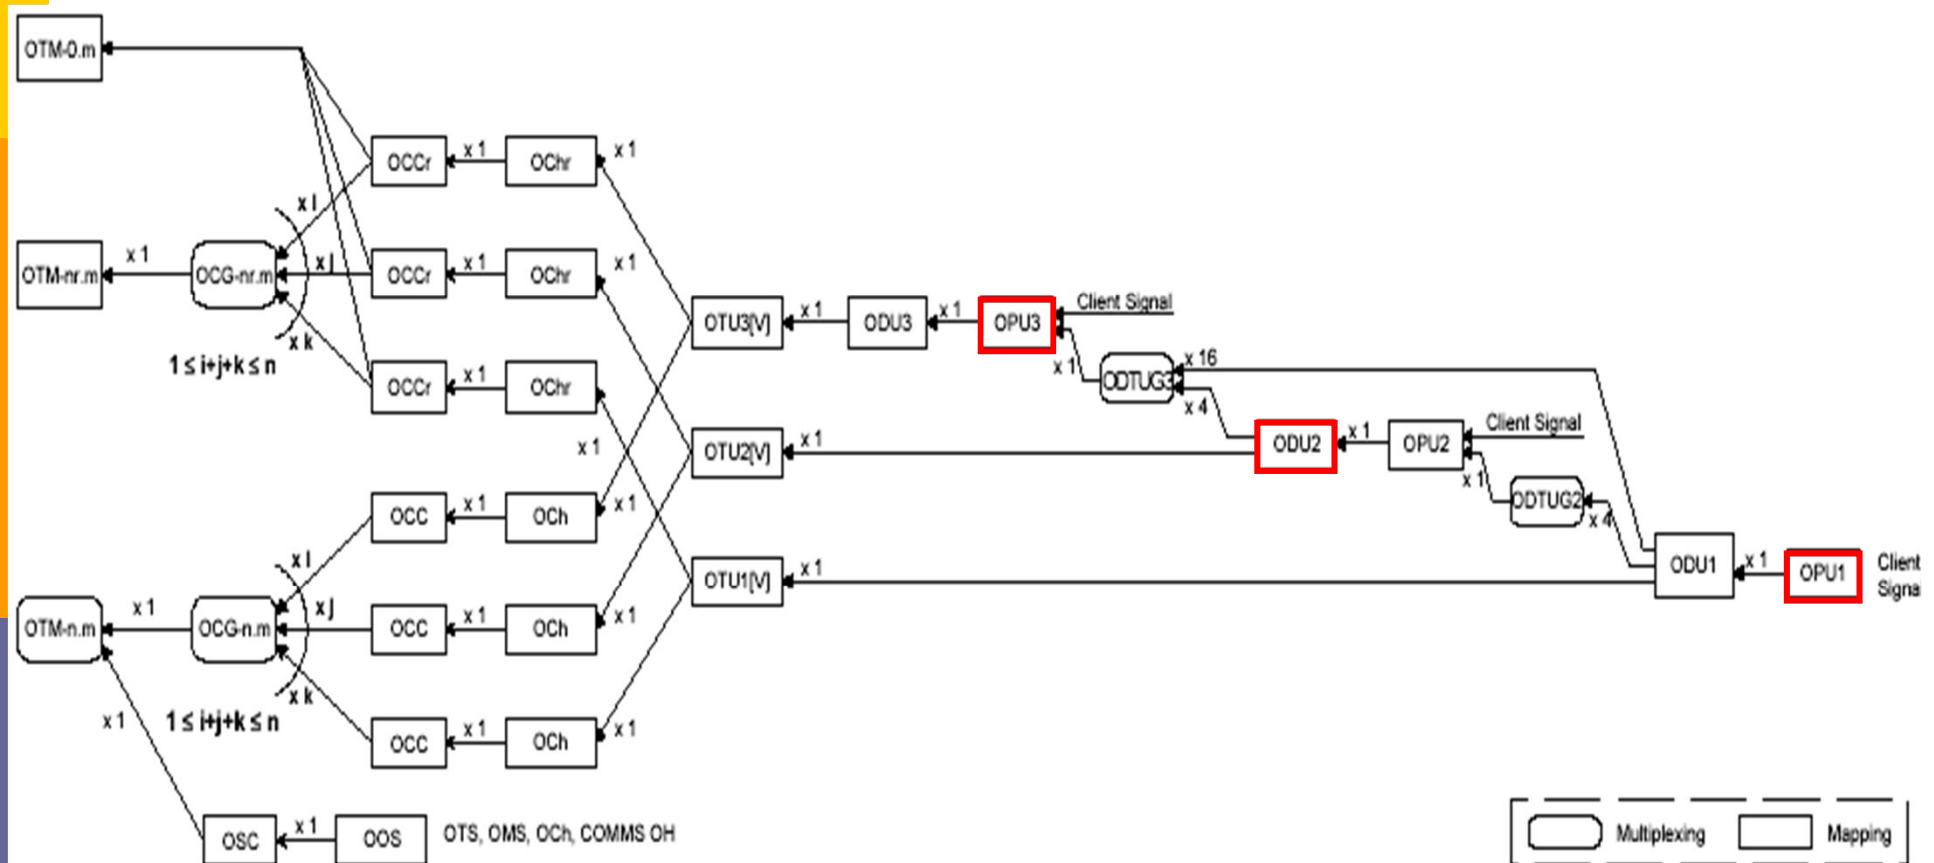 OTM-0.m
OCCr
x 1
OChr
x 1
x i
OTM-nr.m
x 1
OCG-nr.m
x j
OCCr
x 1
OChr
x 1
x k
1 ≤ i+j+k ≤ n
OCCr
x 1
OChr
x 1
OTU3[V]
x 1
ODU3
x 1
OPU3
Client Signal
x 1
ODTUG3
x 16
x 4
OTU2[V]
x 1
ODU2
x 1
OPU2
Client Signal
x 1
ODTUG2
x 4
OTU1[V]
x 1
ODU1
x 1
OPU1
Client
Signa
OCC
x 1
OCh
x 1
x i
OTM-n.m
x 1
OCG-n.m
x j
OCC
x 1
OCh
x 1
x k
1 ≤ i+j+k ≤ n
OCC
x 1
OCh
x 1
x 1
OSC
x 1
OOS
OTS, OMS, OCh, COMMS OH
Multiplexing
Mapping